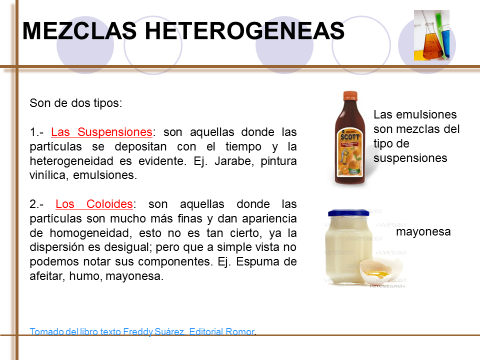 MEZCLAS HETEROGENEAS
Son de dos tipos:
1.- Las Suspensiones: son aquellas donde las
partículas se depositan con el tiempo y la
heterogeneidad es evidente. Ej. Jarabe, pintura
vinílica, emulsiones.
2.- Los Coloides: son aquellas donde las
partículas son mucho más finas y dan apariencia
de homogeneidad, esto no es tan cierto, ya la
dispersión es desigual; pero que a simple vista no
podemos notar sus componentes. Ej. Espuma de
afeitar, humo, mayonesa.
SCOTT
Las emulsiones
son mezclas del
tipo de
suspensiones
mayonesa
Tomado del libro texto Freddy Suárez. Editorial Romor.